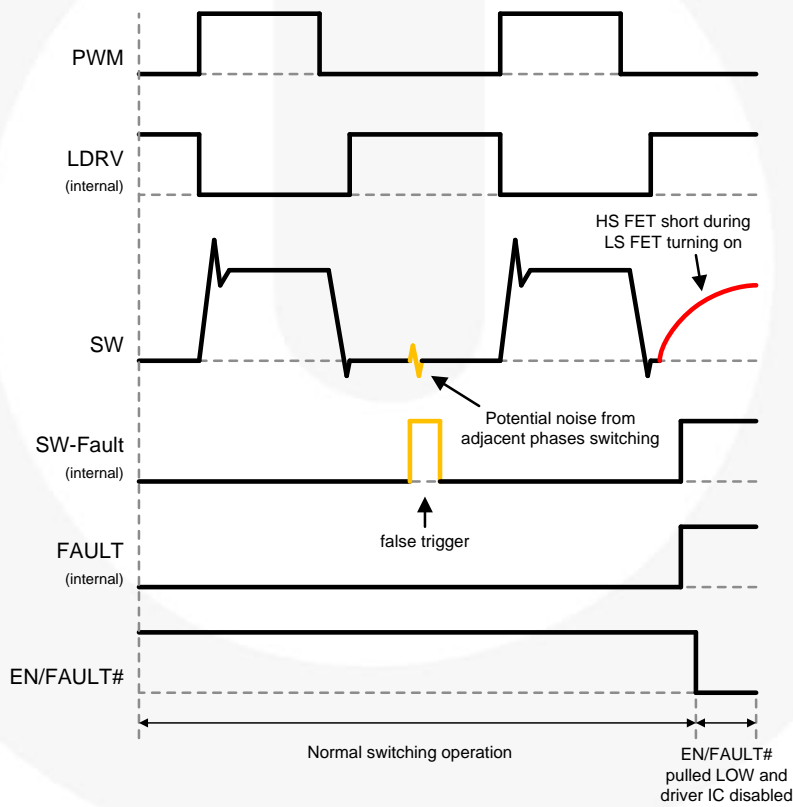 PWM
LDRV
(internal)
HS FET short during
LS FET turning on
SW
Potential noise from
adjacent phases switching
SW-Fault
(internal)
false trigger
FAULT
(internal)
EN/FAULT#
Normal switching operation
EN/FAULT#
pulled LOW and
driver IC disabled